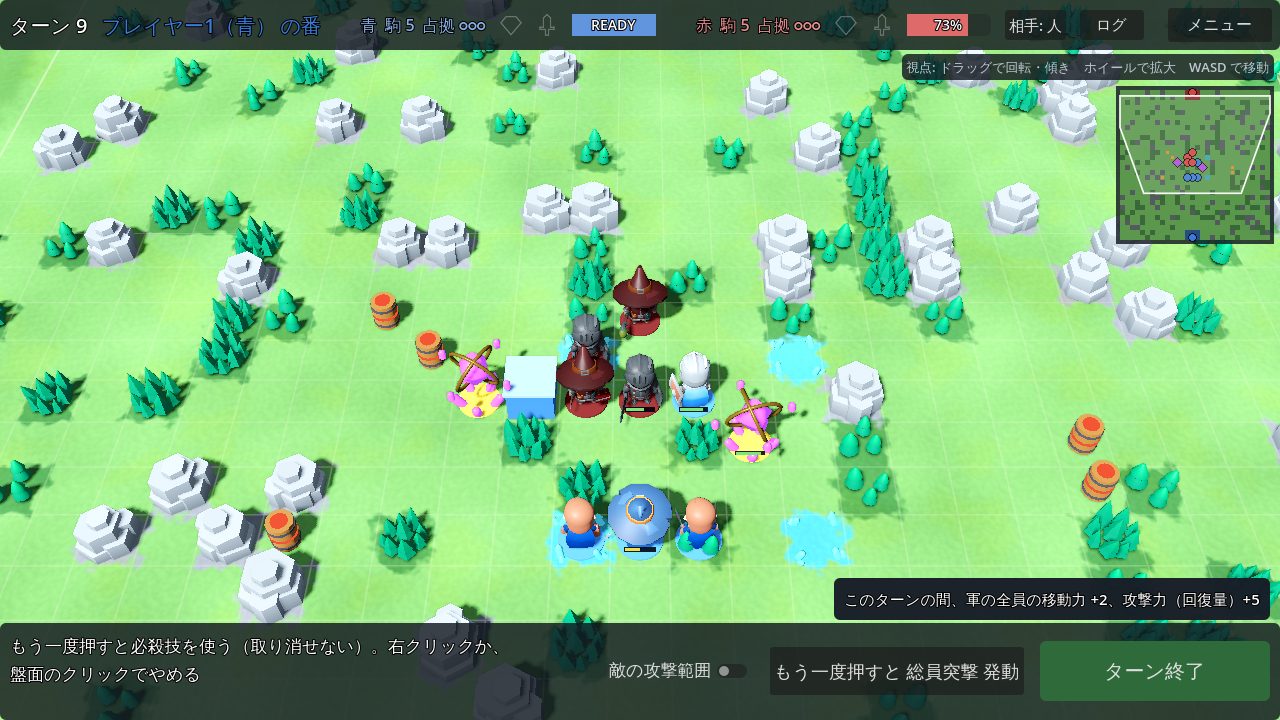 ターン 9 プレイヤー1（青） の番 青 駒 5 占拠 ○○○ READY 赤 駒 5 占拠 ○○○ 73% 相手: 人 ログ メニュー
視点: ドラッグで回転・傾き ホイールで拡大 WASD で移動
このターンの間、軍の全員の移動力 +2、攻撃力（回復量）+5
もう一度押すと必殺技を使う（取り消せない）。右クリックか、
盤面のクリックでやめる
敵の攻撃範囲 もう一度押すと 総員突撃 発動 ターン終了